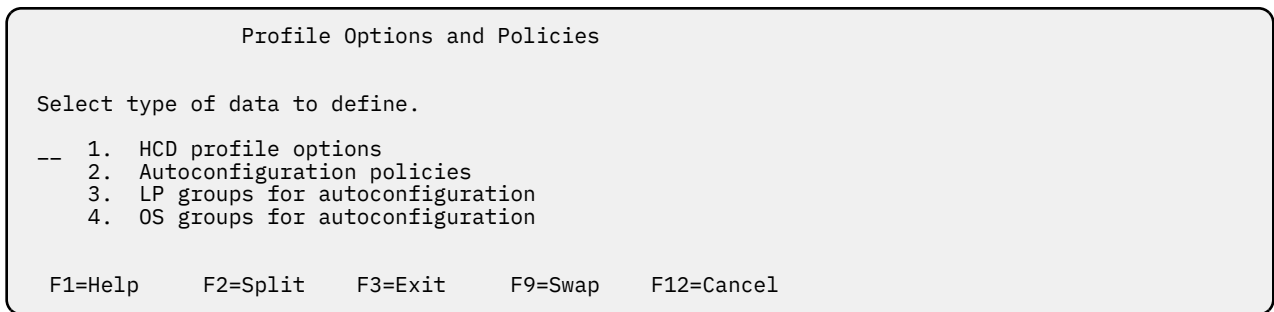 Profile Options and Policies
Select type of data to define.
__ 1. HCD profile options
2. Autoconfiguration policies
3. LP groups for autoconfiguration
4. OS groups for autoconfiguration
F1=Help F2=Split F3=Exit F9=Swap F12=Cancel